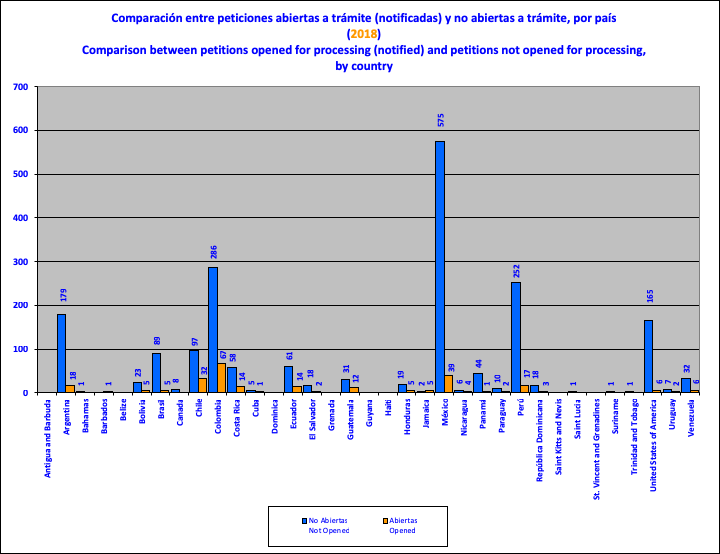 Comparación entre peticiones abiertas a trámite (notificadas) y no abiertas a trámite, por país
(2018)
Comparison between petitions opened for processing (notified) and petitions not opened for processing,
by country
700
600
500
400
300
200
100
0
179
18
1
1
23
5
89
5
8
97
32
286
67
58
14
5
1
61
14
18
2
31
12
19
5
2
5
575
39
6
4
44
1
10
2
252
17
18
3
1
1
1
165
6
7
2
32
6
Antigua and Barbuda
Argentina
Bahamas
Barbados
Belize
Bolivia
Brasil
Canada
Chile
Colombia
Costa Rica
Cuba
Dominica
Ecuador
El Salvador
Grenada
Guatemala
Guyana
Haiti
Honduras
Jamaica
México
Nicaragua
Panamá
Paraguay
Perú
República Dominicana
Saint Kitts and Nevis
Saint Lucia
St. Vincent and Grenadines
Suriname
Trinidad and Tobago
United States of America
Uruguay
Venezuela
No Abiertas
Not Opened
Abiertas
Opened